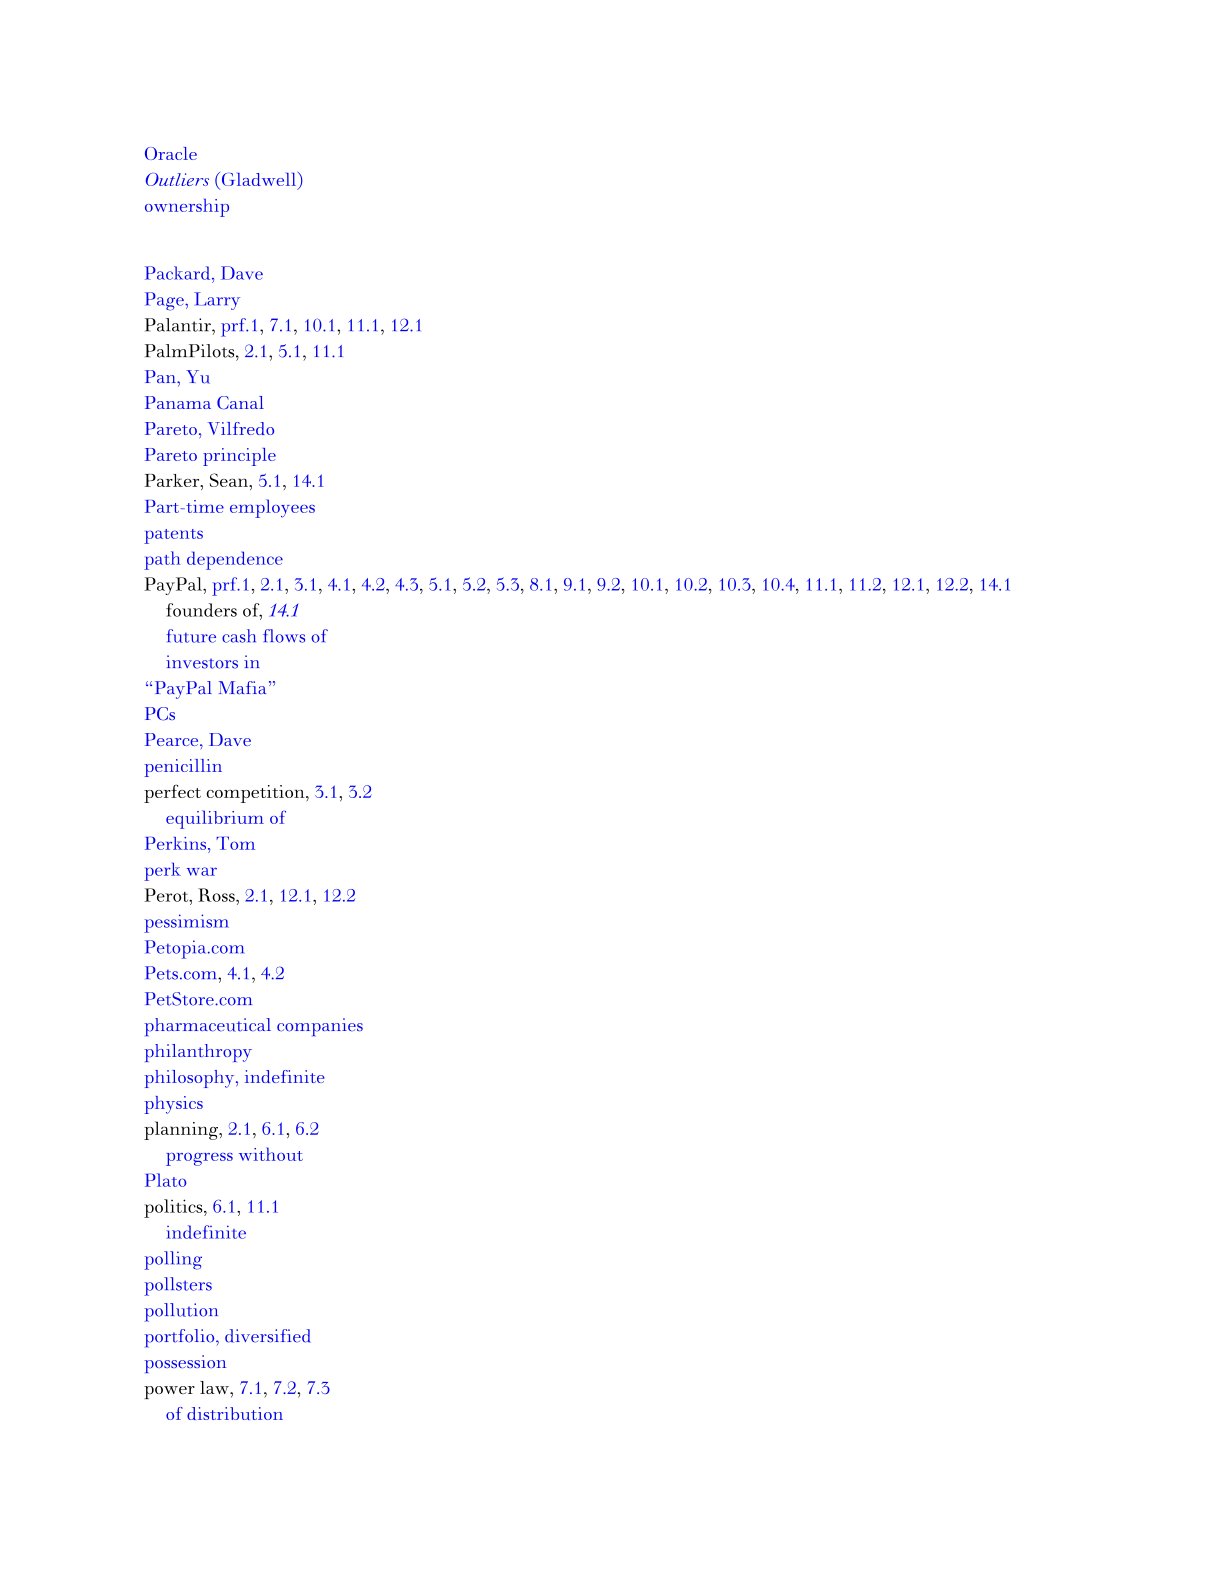 Oracle
Outliers (Gladwell)
ownership
Packard, Dave
Page, Larry
Palantir, prf.1, 7.1, 10.1, 11.1, 12.1
PalmPilots, 2.1, 5.1, 11.1
Pan, Yu
Panama Canal
Pareto, Vilfredo
Pareto principle
Parker, Sean, 5.1, 14.1
Part-time employees
patents
path dependence
PayPal, prf.1, 2.1, 3.1, 4.1, 4.2, 4.3, 5.1, 5.2, 5.3, 8.1, 9.1, 9.2, 10.1, 10.2, 10.3, 10.4, 11.1, 11.2, 12.1, 12.2, 14.1
founders of, 14.1
future cash flows of
investors in
“PayPal Mafia”
PCs
Pearce, Dave
penicillin
perfect competition, 3.1, 3.2
equilibrium of
Perkins, Tom
perk war
Perot, Ross, 2.1, 12.1, 12.2
pessimism
Petopia.com
Pets.com, 4.1, 4.2
PetStore.com
pharmaceutical companies
philanthropy
philosophy, indefinite
physics
planning, 2.1, 6.1, 6.2
progress without
Plato
politics, 6.1, 11.1
indefinite
polling
pollsters
pollution
portfolio, diversified
possession
power law, 7.1, 7.2, 7.3
of distribution